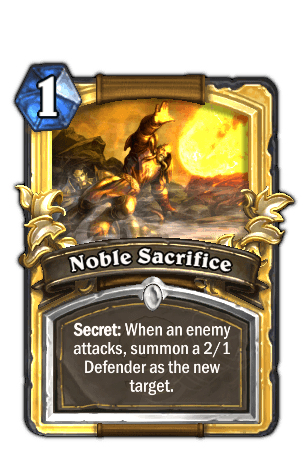 1
Noble Sacrifice
Secret: When an enemy
attacks, summon a 2/1
Defender as the new
target.